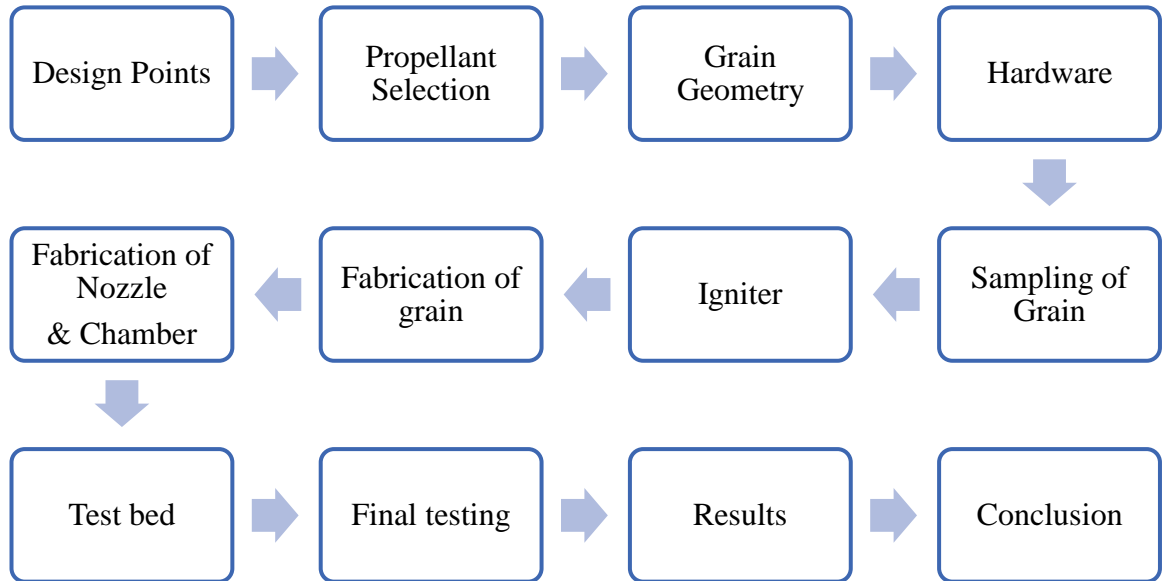 Design Points
Propellant
Selection
Grain
Geometry
Hardware
Sampling of
Grain
Igniter
Fabrication of
grain
Fabrication of
Nozzle
& Chamber
Test bed
Final testing
Results
Conclusion